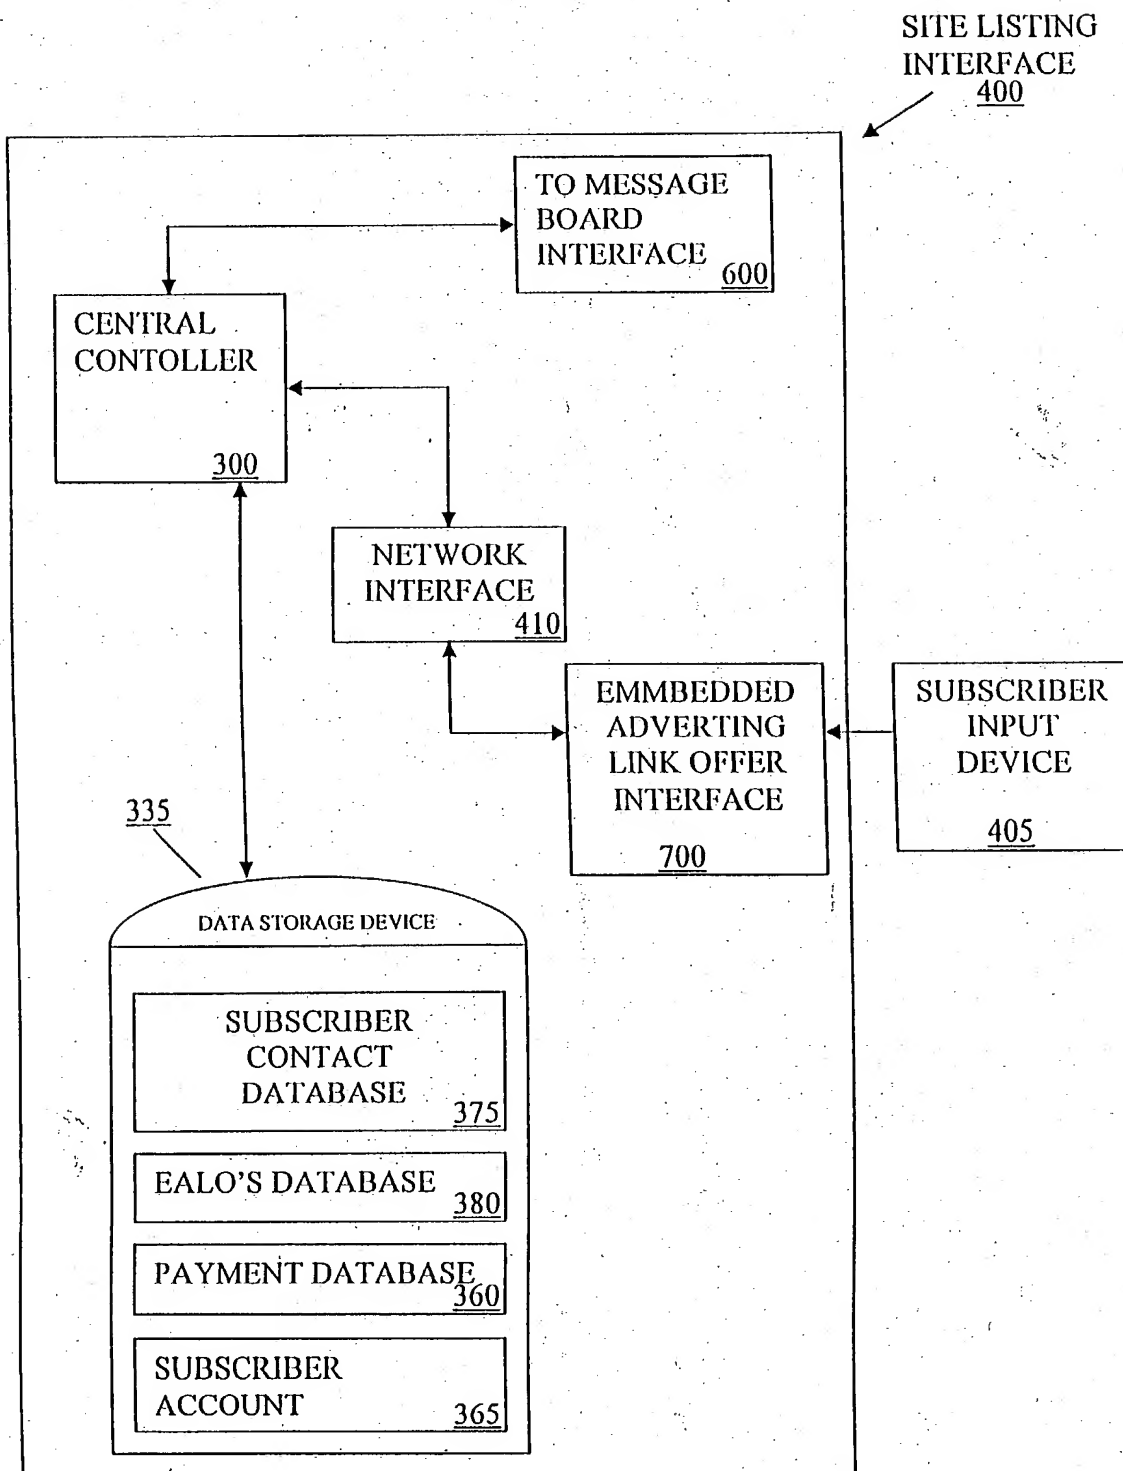 SITE LISTING
INTERFACE
400
TO MESSAGE
BOARD
INTERFACE
600
CENTRAL
CONTOLLER
300
NETWORK
INTERFACE
410
EMMBEDDED
ADVERTING
LINK OFFER
INTERFACE
700
SUBSCRIBER
INPUT
DEVICE
405
335
DATA STORAGE DEVICE
SUBSCRIBER
CONTACT
DATABASE
375
EALO'S DATABASE
380
PAYMENT DATABASE
360
SUBSCRIBER
ACCOUNT
365